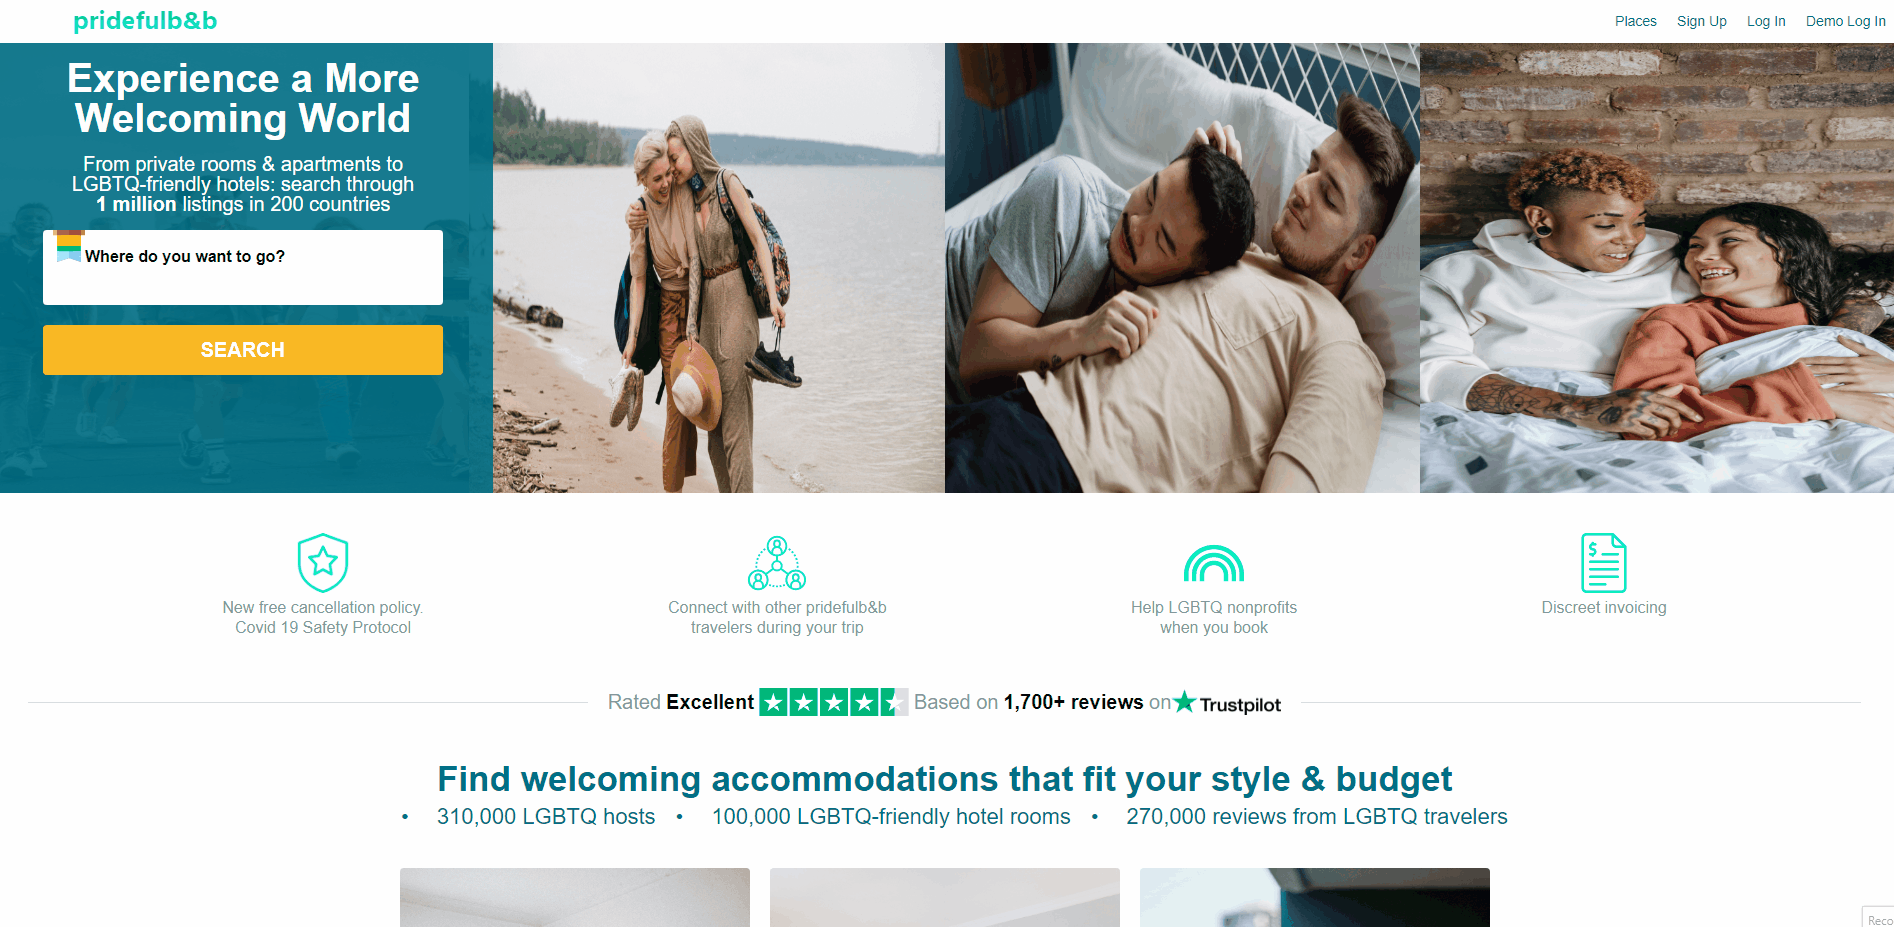 pridefulb&b
Places Sign Up Log In Demo Log In
Experience a More
Welcoming World
From private rooms & apartments to
LGBTQ-friendly hotels: search through
1 million listings in 200 countries
Where do you want to go?
SEARCH
New free cancellation policy.
Covid 19 Safety Protocol
Connect with other pridefulb&b
travelers during your trip
Help LGBTQ nonprofits
when you book
Discreet invoicing
Rated Excellent Based on 1,700+ reviews on Trustpilot
Find welcoming accommodations that fit your style & budget
• 310,000 LGBTQ hosts • 100,000 LGBTQ-friendly hotel rooms • 270,000 reviews from LGBTQ travelers
Reco